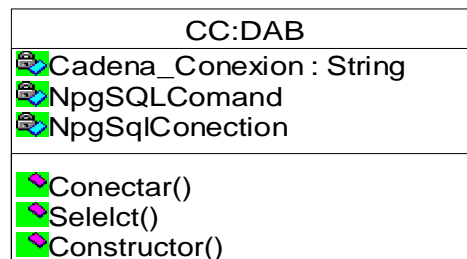 CC:DAB
Cadena_Conexion : String
NpgSQLComand
NpgSqlConection
Conectar()
Selelct()
Constructor()